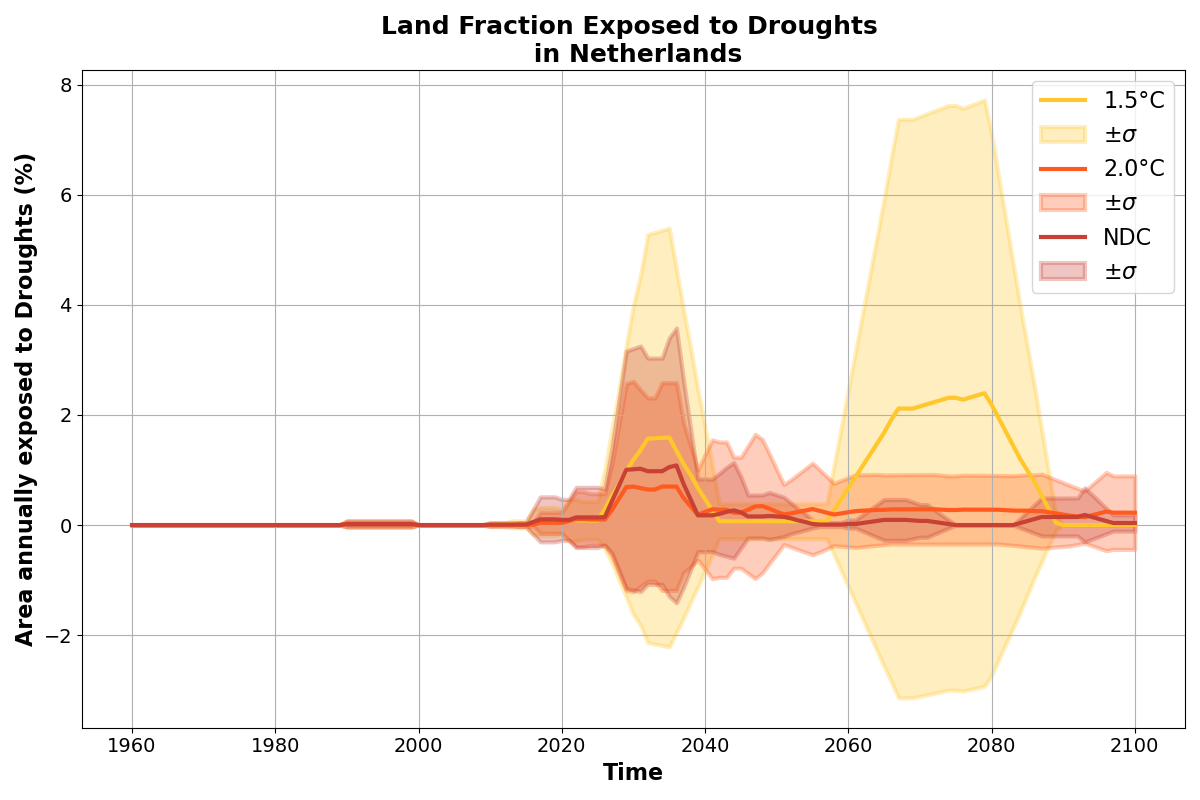 Land Fraction Exposed to Droughts
in Netherlands
Area annually exposed to Droughts (%)
8
6
4
2
0
−2
1.5°C
±σ
2.0°C
±σ
NDC
±σ
1960
1980
2000
2020
2040
2060
2080
2100
Time